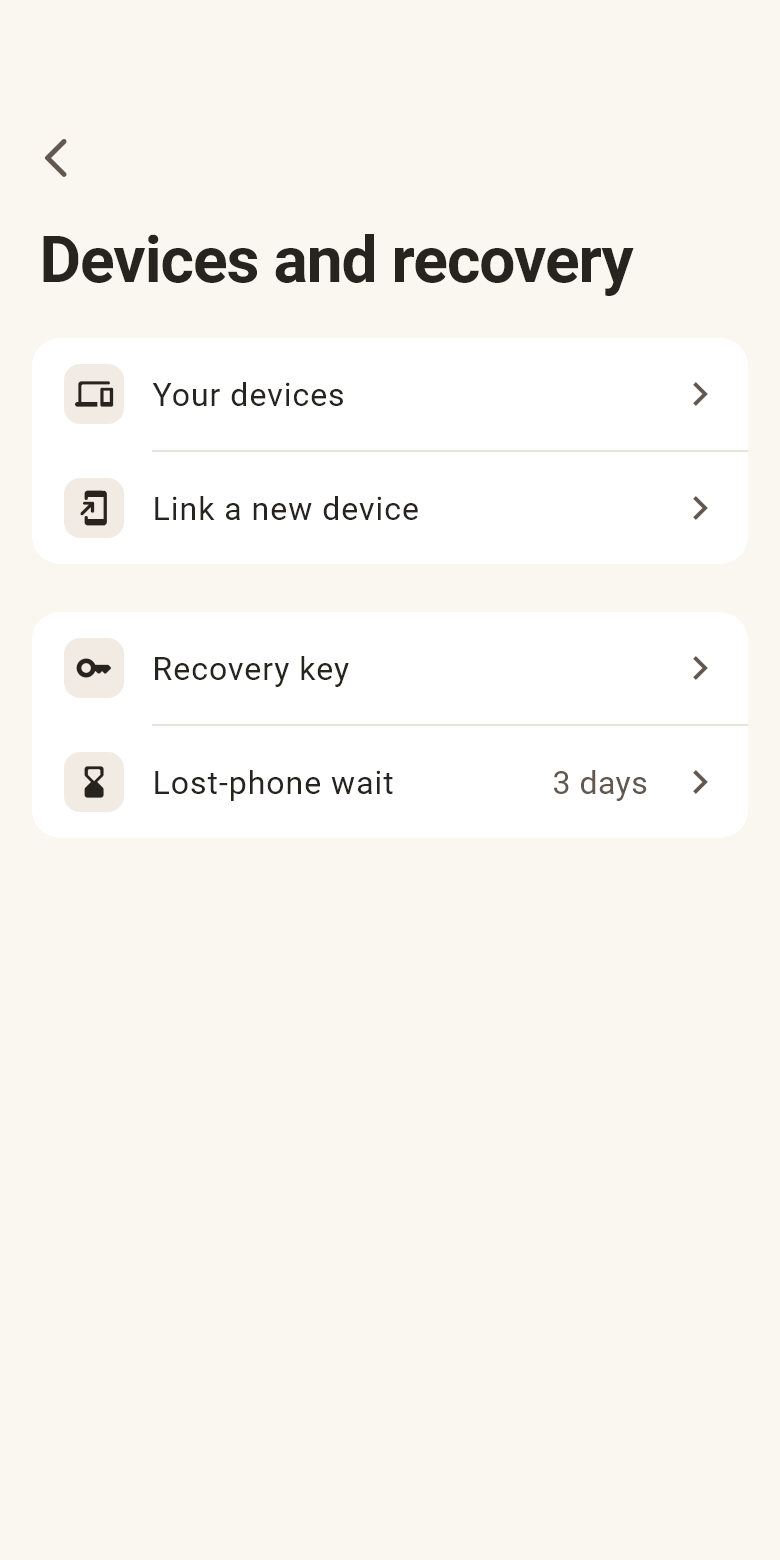 Devices and recovery
Your devices
Link a new device
Recovery key
Lost-phone wait 3 days